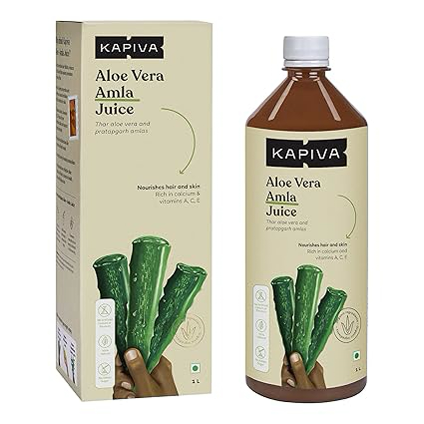 KAPIVA
Aloe Vera
Amla
Juice
Thar aloe vera and
pratapgarh amlas
Nourishes hair and skin
Rich in calcium &
vitamins A, C, E
1 L
KAPIVA
Aloe Vera
Amla
Juice
Thar aloe vera and
pratapgarh amlas
Nourishes hair and skin
Rich in calcium and
vitamins A, C, E
1 L